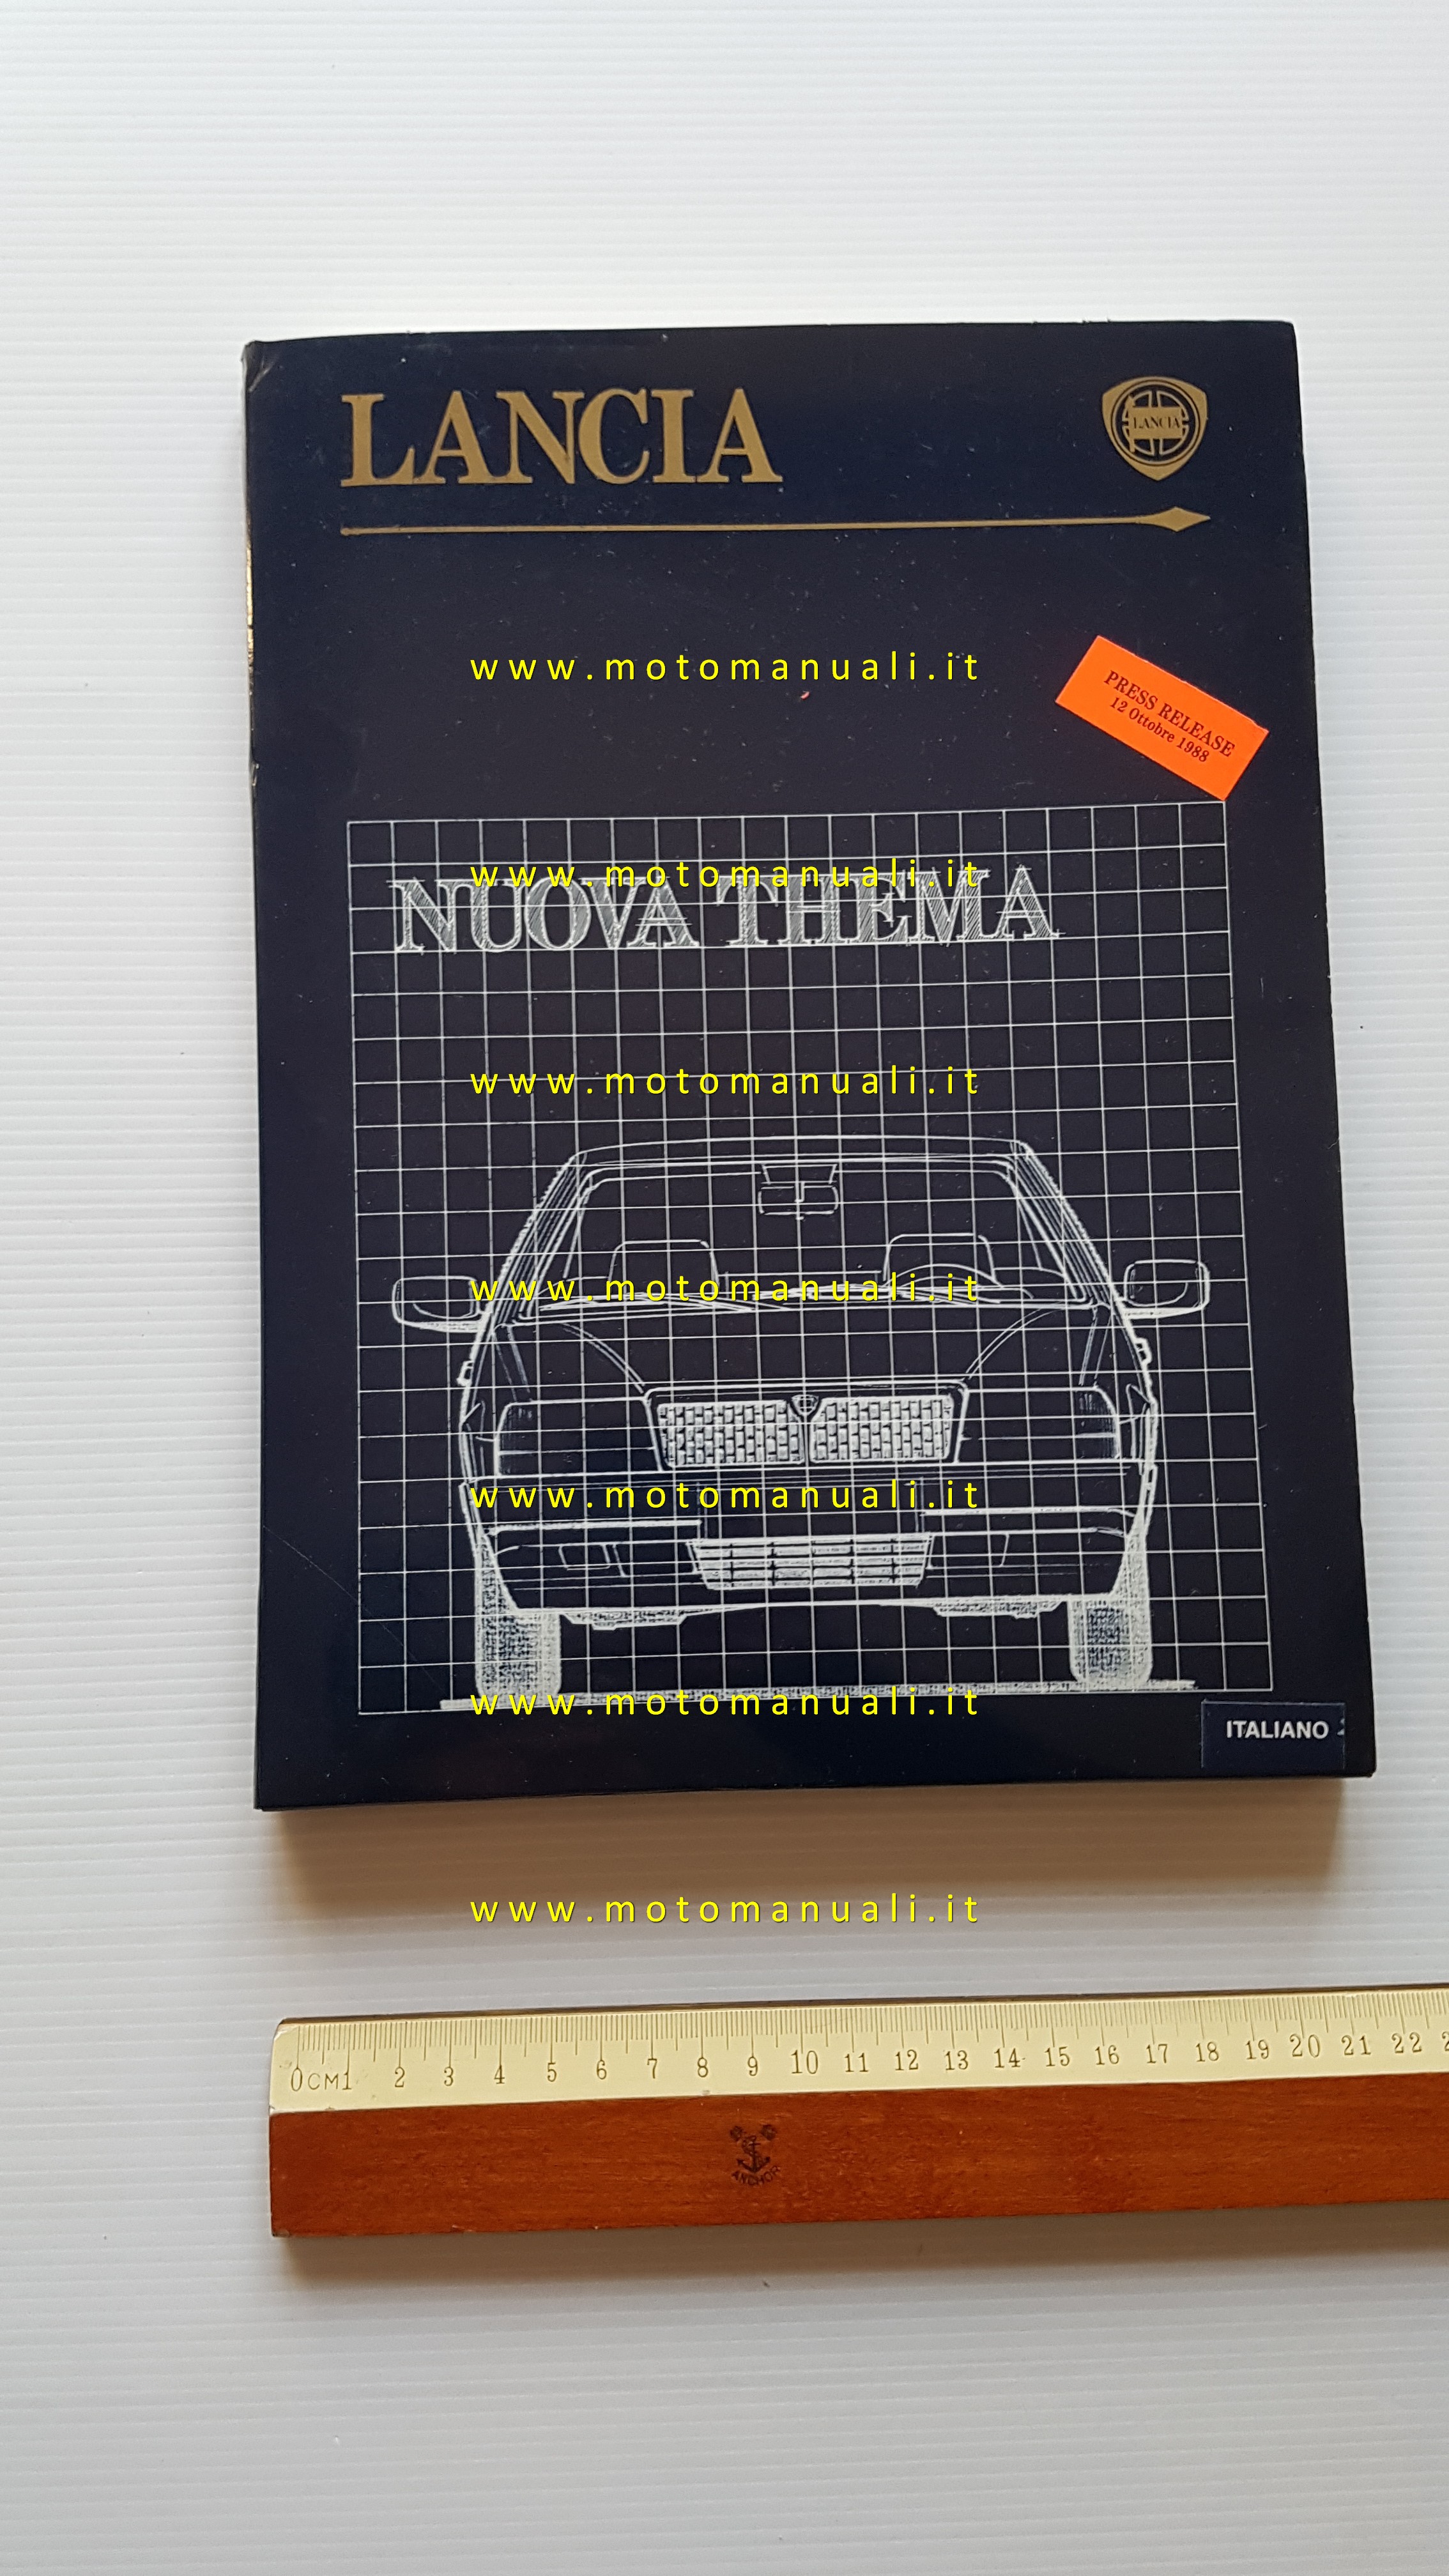 LANCIA
LANCIA
www.motomanuali.it
PRESS RELEASE
12 Ottobre 1988
www.motomanuali.it
NUOVA THEMA
www.motomanuali.it
www.motomanuali.it
www.motomanuali.it
www.motomanuali.it
ITALIANO
www.motomanuali.it
0CM1 2 3 4 5 6 7 8 9 10 11 12 13 14 15 16 17 18 19 20 21 22
ANCHOR